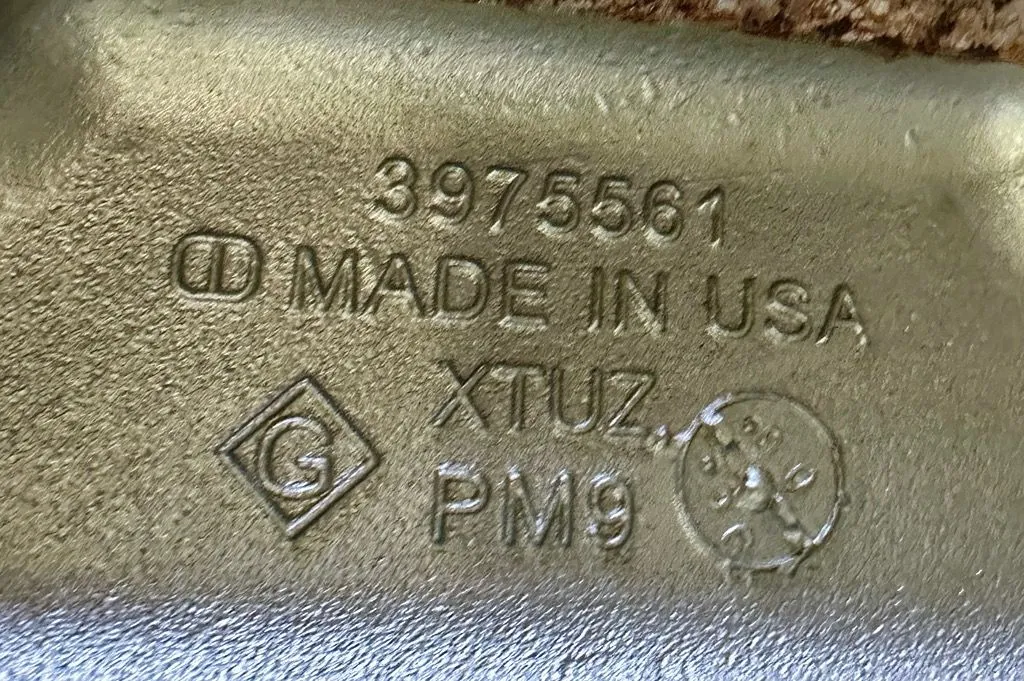 3975561
MADE IN USA
XTUZ
G
PM9